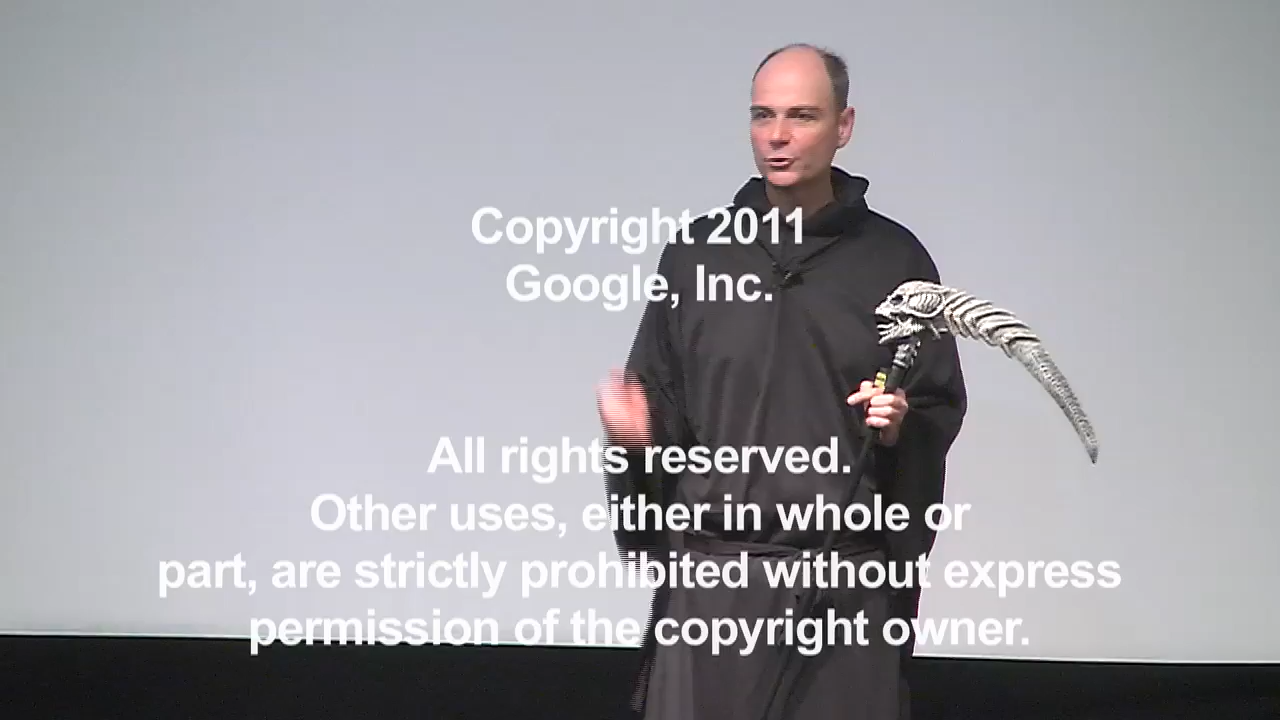 Copyright 2011
Google, Inc.
All rights reserved.
Other uses, either in whole or
part, are strictly prohibited without express
permission of the copyright owner.